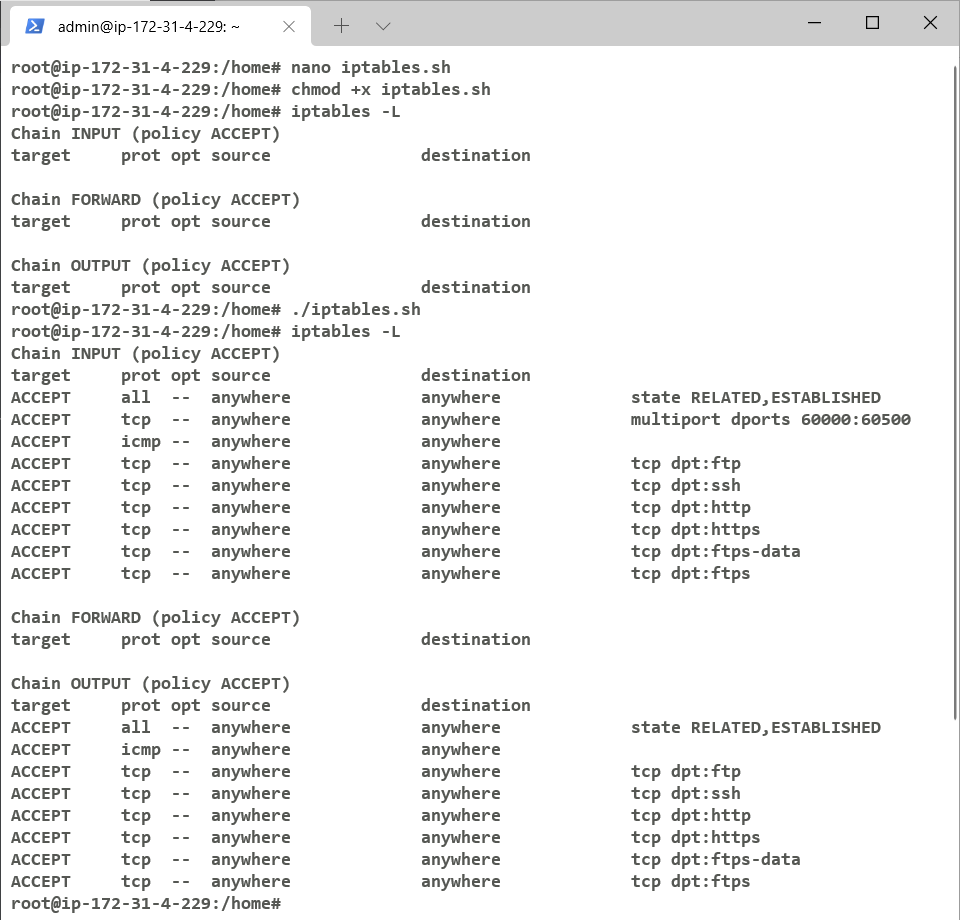 admin@ip-172-31-4-229: ~
root@ip-172-31-4-229:/home# nano iptables.sh
root@ip-172-31-4-229:/home# chmod +x iptables.sh
root@ip-172-31-4-229:/home# iptables -L
Chain INPUT (policy ACCEPT)
target     prot opt source               destination

Chain FORWARD (policy ACCEPT)
target     prot opt source               destination

Chain OUTPUT (policy ACCEPT)
target     prot opt source               destination
root@ip-172-31-4-229:/home# ./iptables.sh
root@ip-172-31-4-229:/home# iptables -L
Chain INPUT (policy ACCEPT)
target     prot opt source               destination
ACCEPT     all  --  anywhere             anywhere             state RELATED,ESTABLISHED
ACCEPT     tcp  --  anywhere             anywhere             multiport dports 60000:60500
ACCEPT     icmp --  anywhere             anywhere
ACCEPT     tcp  --  anywhere             anywhere             tcp dpt:ftp
ACCEPT     tcp  --  anywhere             anywhere             tcp dpt:ssh
ACCEPT     tcp  --  anywhere             anywhere             tcp dpt:http
ACCEPT     tcp  --  anywhere             anywhere             tcp dpt:https
ACCEPT     tcp  --  anywhere             anywhere             tcp dpt:ftps-data
ACCEPT     tcp  --  anywhere             anywhere             tcp dpt:ftps

Chain FORWARD (policy ACCEPT)
target     prot opt source               destination

Chain OUTPUT (policy ACCEPT)
target     prot opt source               destination
ACCEPT     all  --  anywhere             anywhere             state RELATED,ESTABLISHED
ACCEPT     icmp --  anywhere             anywhere
ACCEPT     tcp  --  anywhere             anywhere             tcp dpt:ftp
ACCEPT     tcp  --  anywhere             anywhere             tcp dpt:ssh
ACCEPT     tcp  --  anywhere             anywhere             tcp dpt:http
ACCEPT     tcp  --  anywhere             anywhere             tcp dpt:https
ACCEPT     tcp  --  anywhere             anywhere             tcp dpt:ftps-data
ACCEPT     tcp  --  anywhere             anywhere             tcp dpt:ftps
root@ip-172-31-4-229:/home#